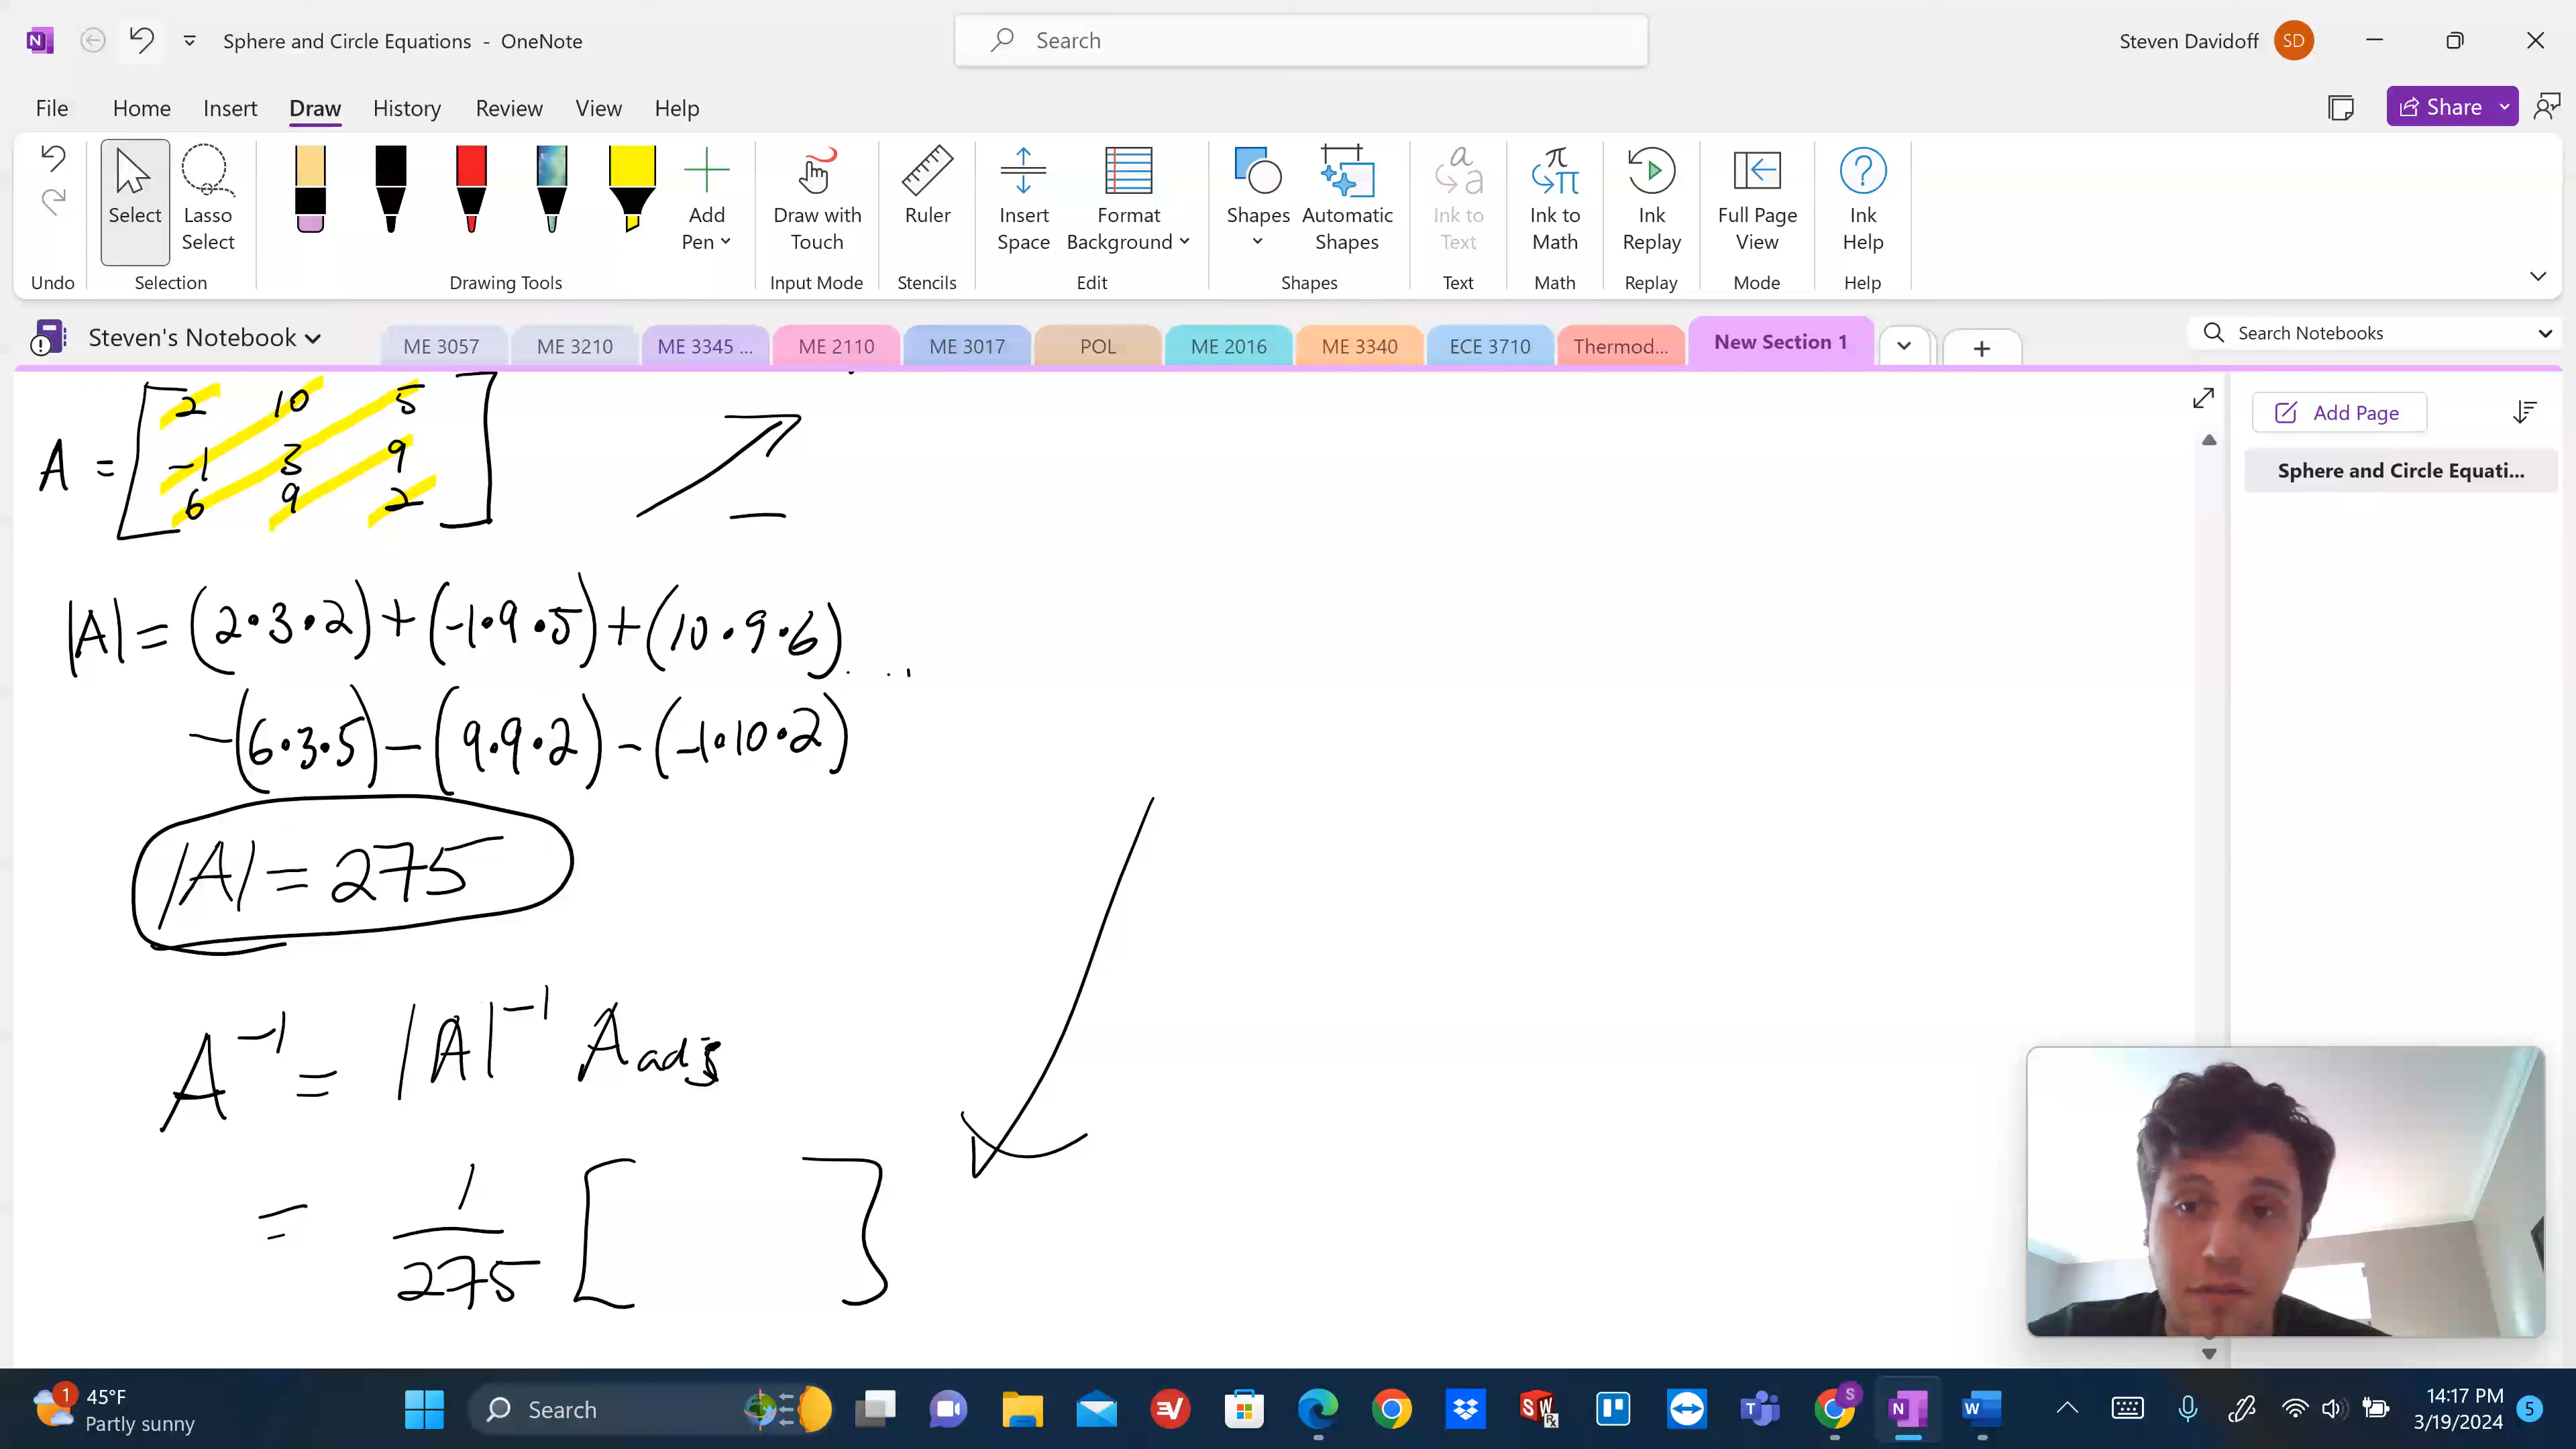 Sphere and Circle Equations - OneNote
Search
Steven Davidoff
SD
File Home Insert Draw History Review View Help
Share
Select
Lasso Select
Add Pen
Draw with Touch
Ruler
Insert Space
Format Background
Shapes
Automatic Shapes
Ink to Text
Ink to Math
Ink Replay
Full Page View
Ink Help
Undo Selection Drawing Tools Input Mode Stencils Edit Shapes Text Math Replay Mode Help
Steven's Notebook
ME 3057 ME 3210 ME 3345 ... ME 2110 ME 3017 POL ME 2016 ME 3340 ECE 3710 Thermod... New Section 1
Search Notebooks
Add Page
Sphere and Circle Equati...
2 10 5
A = -1 3 9
6 9 2
|A| = (2·3·2) + (-1·9·5) + (10·9·6) ...
-(6·3·5) - (9·9·2) - (-1·10·2)
|A| = 275
A⁻¹ = |A|⁻¹ A adj
= 1/275 [ ]
1
45°F
Partly sunny
Search
14:17 PM
3/19/2024
5